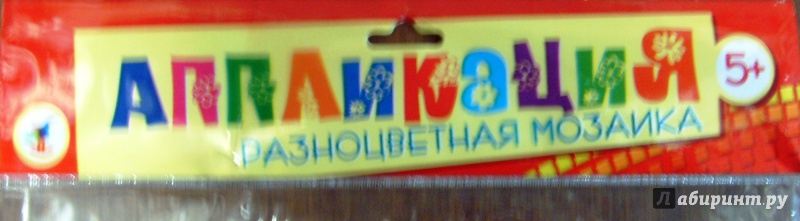 АППЛИКАЦИЯ
5+
РАЗНОЦВЕТНАЯ МОЗАИКА
Лабиринт.ру